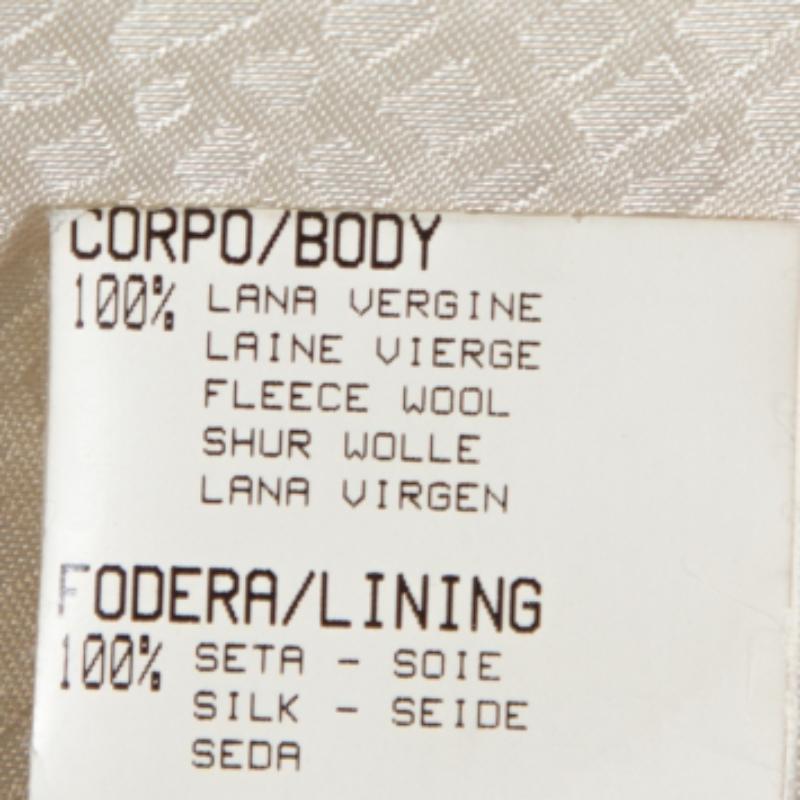 CORPO/BODY
100% LANA VERGINE
LAINE VIERGE
FLEECE WOOL
SHUR WOLLE
LANA VIRGEN
FODERA/LINING
100% SETA - SOIE
SILK - SEIDE
SEDA